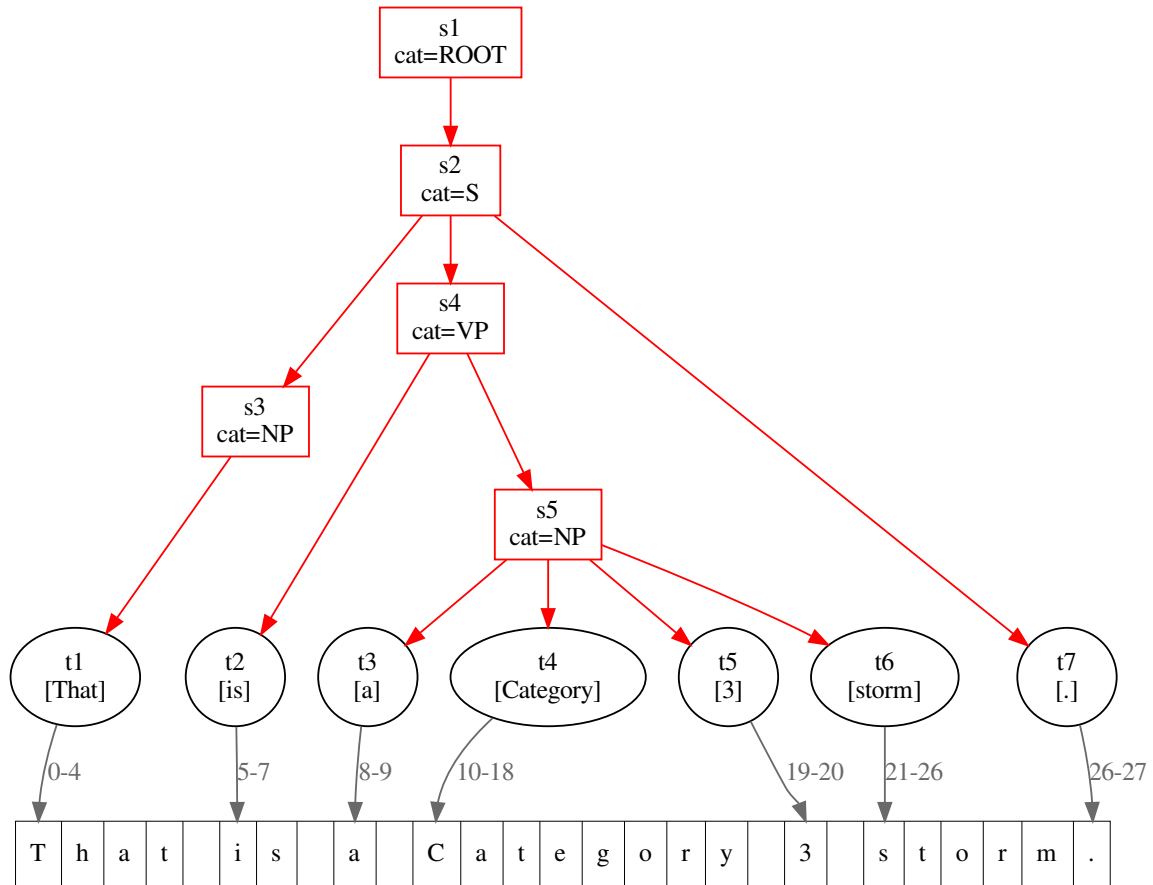 s1
cat=ROOT
s2
cat=S
s4
cat=VP
s3
cat=NP
s5
cat=NP
t1
[That]
t2
[is]
t3
[a]
t4
[Category]
t5
[3]
t6
[storm]
t7
[.]
0-4 5-7 8-9 10-18 19-20 21-26 26-27
T h a t i s a C a t e g o r y 3 s t o r m .